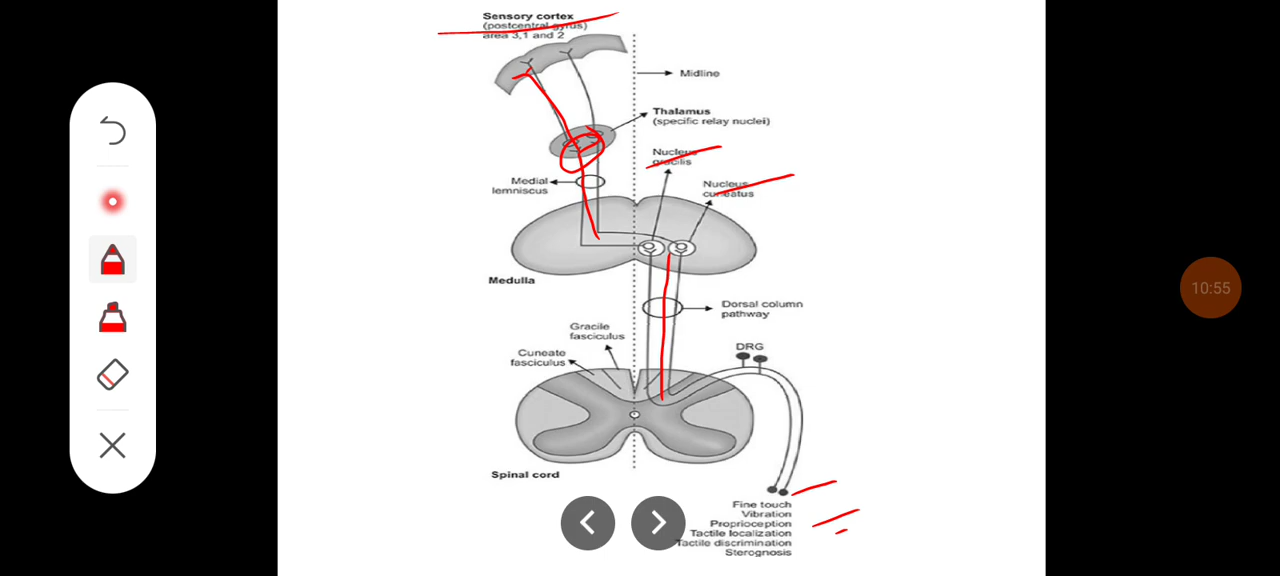 Sensory cortex
(postcentral gyrus)
area 3,1 and 2
Midline
Thalamus
(specific relay nuclei)
Nucleus
gracilis
Medial
lemniscus
Nucleus
cuneatus
Medulla
Dorsal column
pathway
Gracile
fasciculus
Cuneate
fasciculus
DRG
Spinal cord
Fine touch
Vibration
Proprioception
Tactile localization
Tactile discrimination
Sterognosis
10:55